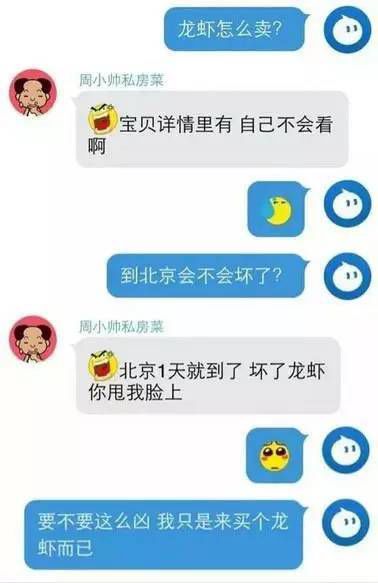 龙虾怎么卖?
周小帅私房菜
宝贝详情里有 自己不会看
啊
到北京会不会坏了?
周小帅私房菜
北京1天就到了 坏了龙虾
你甩我脸上
要不要这么凶 我只是来买个龙
虾而已